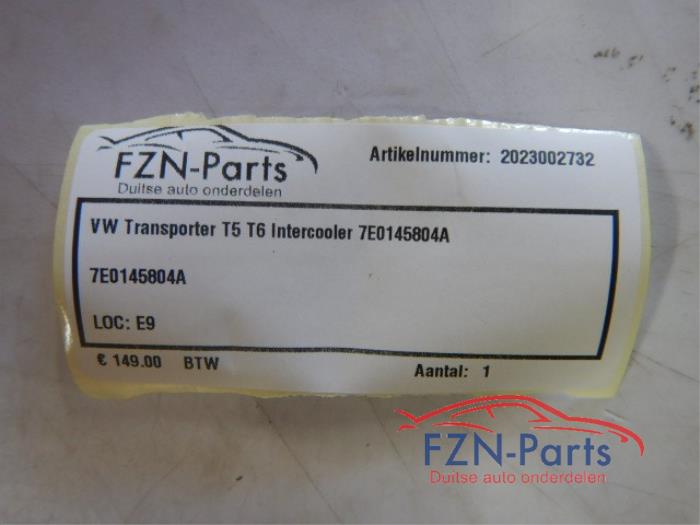 FZN-Parts
Duitse auto onderdelen
Artikelnummer: 2023002732
VW Transporter T5 T6 Intercooler 7E0145804A
7E0145804A
LOC: E9
€ 149.00 BTW
Aantal: 1
FZN-Parts
Duitse auto onderdelen